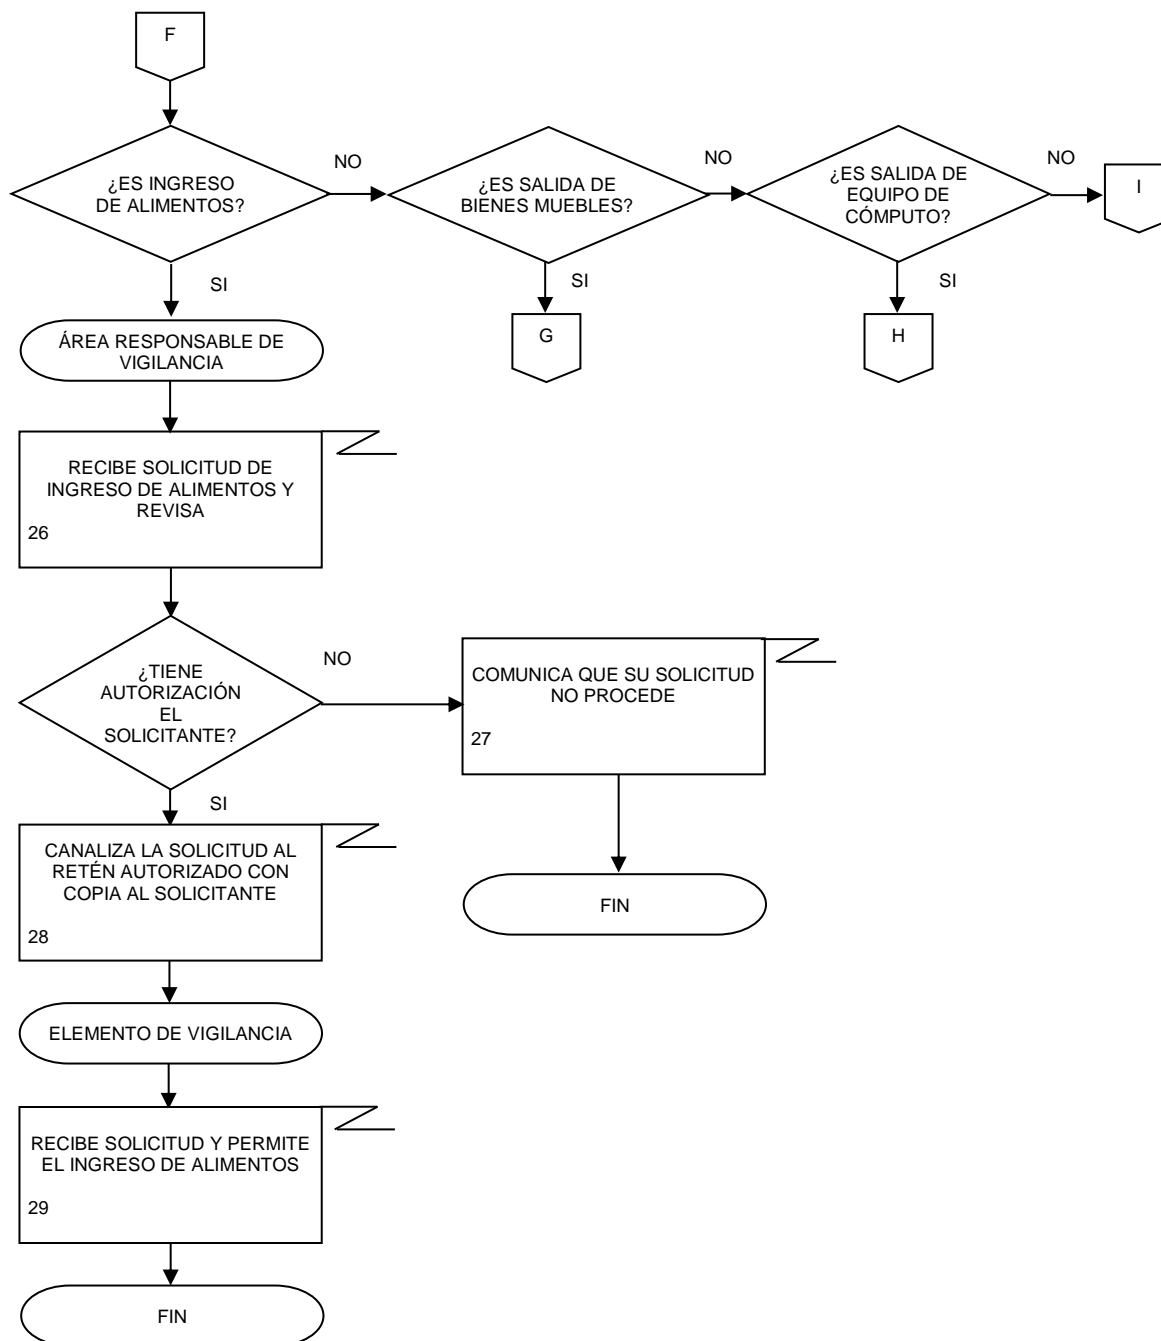 F
¿ES INGRESO
DE ALIMENTOS?
NO
¿ES SALIDA DE
BIENES MUEBLES?
NO
¿ES SALIDA DE
EQUIPO DE
CÓMPUTO?
NO
I
SI
SI
SI
G
H
ÁREA RESPONSABLE DE
VIGILANCIA
RECIBE SOLICITUD DE
INGRESO DE ALIMENTOS Y
REVISA
26
¿TIENE
AUTORIZACIÓN
EL
SOLICITANTE?
NO
COMUNICA QUE SU SOLICITUD
NO PROCEDE
27
FIN
SI
CANALIZA LA SOLICITUD AL
RETÉN AUTORIZADO CON
COPIA AL SOLICITANTE
28
ELEMENTO DE VIGILANCIA
RECIBE SOLICITUD Y PERMITE
EL INGRESO DE ALIMENTOS
29
FIN